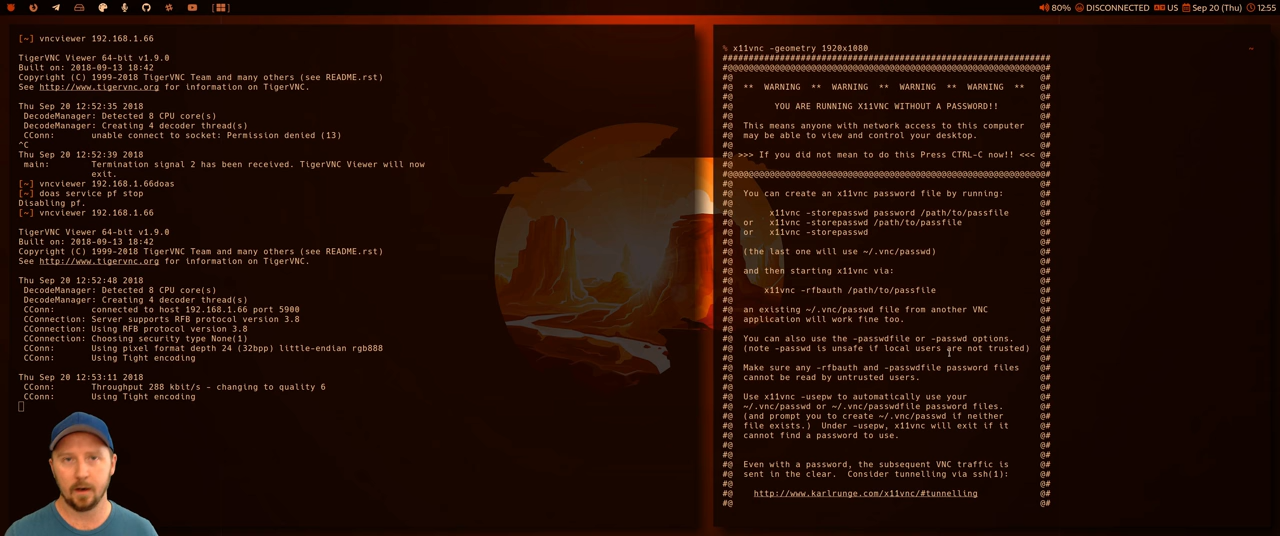 80% DISCONNECTED US Sep 20 (Thu) 12:55
[~] vncviewer 192.168.1.66
TigerVNC Viewer 64-bit v1.9.0
Built on: 2018-09-13 18:42
Copyright (C) 1999-2018 TigerVNC Team and many others (see README.rst)
See http://www.tigervnc.org for information on TigerVNC.
Thu Sep 20 12:52:35 2018
DecodeManager: Detected 8 CPU core(s)
DecodeManager: Creating 4 decoder thread(s)
CConn: unable connect to socket: Permission denied (13)
^C
Thu Sep 20 12:52:39 2018
main: Termination signal 2 has been received. TigerVNC Viewer will now
exit.
[~] vncviewer 192.168.1.66doas
[~] doas service pf stop
Disabling pf.
[~] vncviewer 192.168.1.66
TigerVNC Viewer 64-bit v1.9.0
Built on: 2018-09-13 18:42
Copyright (C) 1999-2018 TigerVNC Team and many others (see README.rst)
See http://www.tigervnc.org for information on TigerVNC.
Thu Sep 20 12:52:48 2018
DecodeManager: Detected 8 CPU core(s)
DecodeManager: Creating 4 decoder thread(s)
CConn: connected to host 192.168.1.66 port 5900
CConnection: Server supports RFB protocol version 3.8
CConnection: Using RFB protocol version 3.8
CConnection: Choosing security type None(1)
CConn: Using pixel format depth 24 (32bpp) little-endian rgb888
CConn: Using Tight encoding
Thu Sep 20 12:53:11 2018
CConn: Throughput 288 kbit/s - changing to quality 6
CConn: Using Tight encoding
% x11vnc -geometry 1920x1080
###############################################################
#@@@@@@@@@@@@@@@@@@@@@@@@@@@@@@@@@@@@@@@@@@@@@@@@@@@@@@@@@@@@@#
#@ @#
#@ ** WARNING ** WARNING ** WARNING ** WARNING ** @#
#@ @#
#@ YOU ARE RUNNING X11VNC WITHOUT A PASSWORD!! @#
#@ @#
#@ This means anyone with network access to this computer @#
#@ may be able to view and control your desktop. @#
#@ @#
#@ >>> If you did not mean to do this Press CTRL-C now!! <<< @#
#@ @#
#@@@@@@@@@@@@@@@@@@@@@@@@@@@@@@@@@@@@@@@@@@@@@@@@@@@@@@@@@@@@@#
#@ @#
#@ You can create an x11vnc password file by running: @#
#@ @#
#@ x11vnc -storepasswd password /path/to/passfile @#
#@ or x11vnc -storepasswd /path/to/passfile @#
#@ or x11vnc -storepasswd @#
#@ @#
#@ (the last one will use ~/.vnc/passwd) @#
#@ @#
#@ and then starting x11vnc via: @#
#@ @#
#@ x11vnc -rfbauth /path/to/passfile @#
#@ @#
#@ an existing ~/.vnc/passwd file from another VNC @#
#@ application will work fine too. @#
#@ @#
#@ You can also use the -passwdfile or -passwd options. @#
#@ (note -passwd is unsafe if local users are not trusted) @#
#@ @#
#@ Make sure any -rfbauth and -passwdfile password files @#
#@ cannot be read by untrusted users. @#
#@ @#
#@ Use x11vnc -usepw to automatically use your @#
#@ ~/.vnc/passwd or ~/.vnc/passwdfile password files. @#
#@ (and prompt you to create ~/.vnc/passwd if neither @#
#@ file exists.) Under -usepw, x11vnc will exit if it @#
#@ cannot find a password to use. @#
#@ @#
#@ @#
#@ Even with a password, the subsequent VNC traffic is @#
#@ sent in the clear. Consider tunnelling via ssh(1): @#
#@ @#
#@ http://www.karlrunge.com/x11vnc/#tunnelling @#
#@ @#